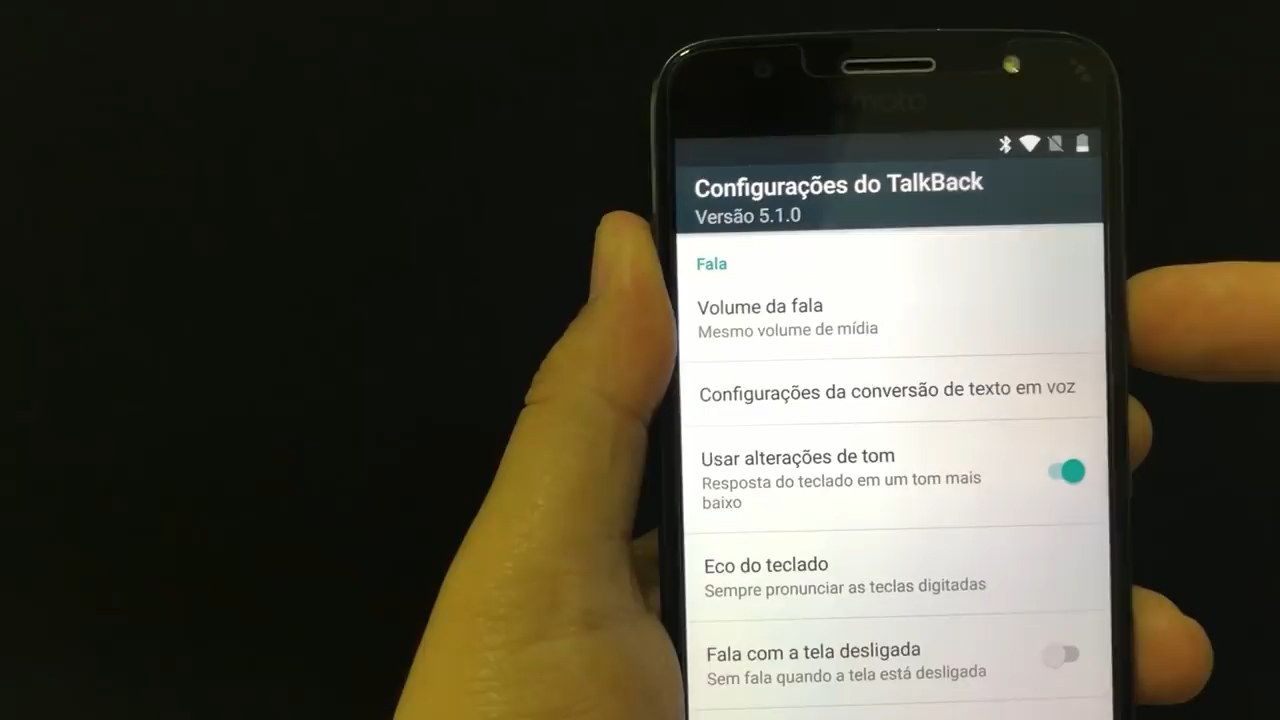 moto
Configurações do TalkBack
Versão 5.1.0
Fala
Volume da fala
Mesmo volume de mídia
Configurações da conversão de texto em voz
Usar alterações de tom
Resposta do teclado em um tom mais
baixo
Eco do teclado
Sempre pronunciar as teclas digitadas
Fala com a tela desligada
Sem fala quando a tela está desligada